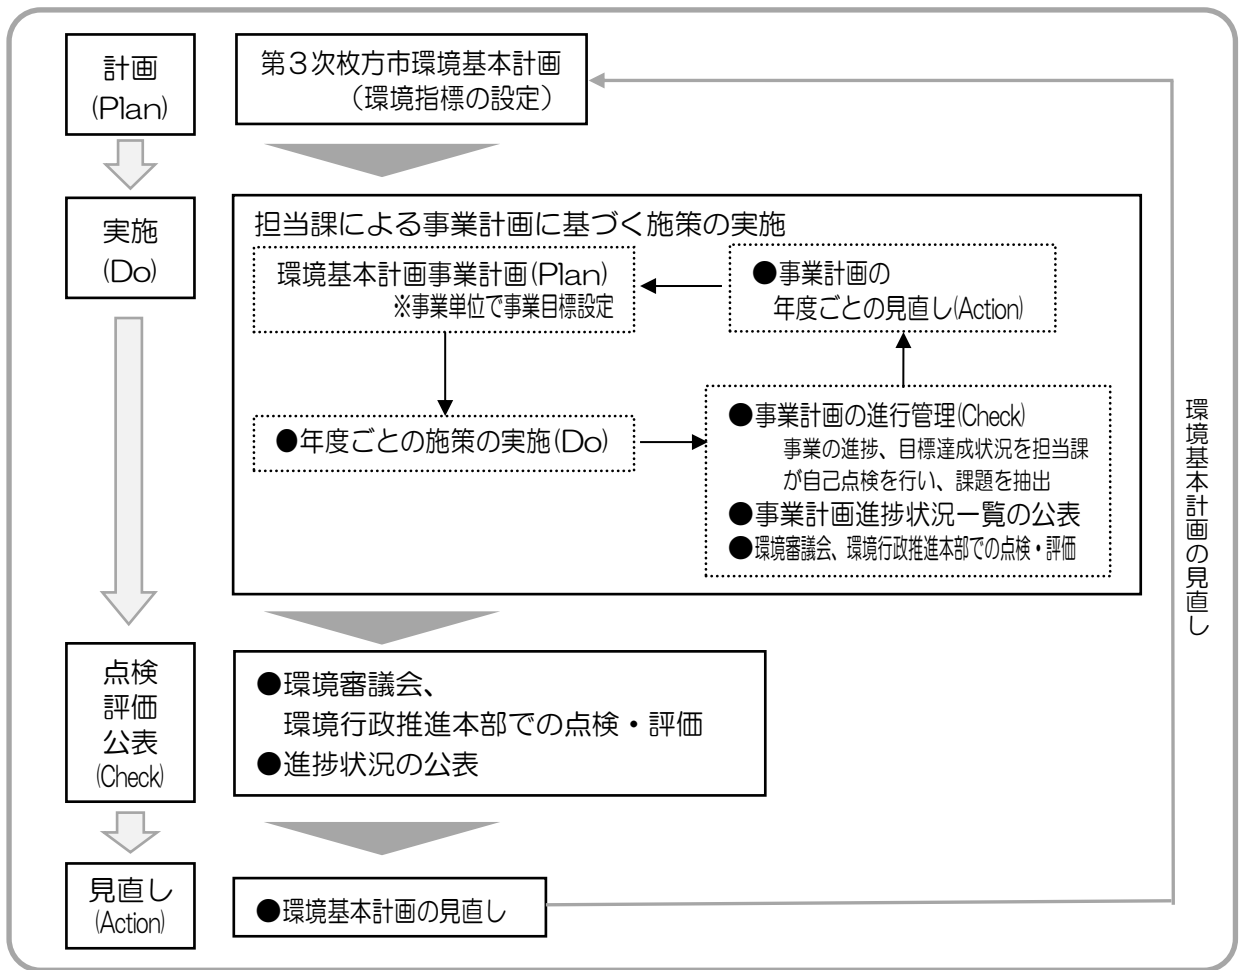 計画
(Plan)
第３次枚方市環境基本計画
（環境指標の設定）
実施
(Do)
担当課による事業計画に基づく施策の実施
環境基本計画事業計画(Plan)
※事業単位で事業目標設定
●事業計画の
年度ごとの見直し(Action)
●年度ごとの施策の実施(Do)
●事業計画の進行管理(Check)
事業の進捗、目標達成状況を担当課
が自己点検を行い、課題を抽出
●事業計画進捗状況一覧の公表
●環境審議会、環境行政推進本部での点検・評価
環境基本計画の見直し
点検
評価
公表
(Check)
●環境審議会、
環境行政推進本部での点検・評価
●進捗状況の公表
見直し
(Action)
●環境基本計画の見直し